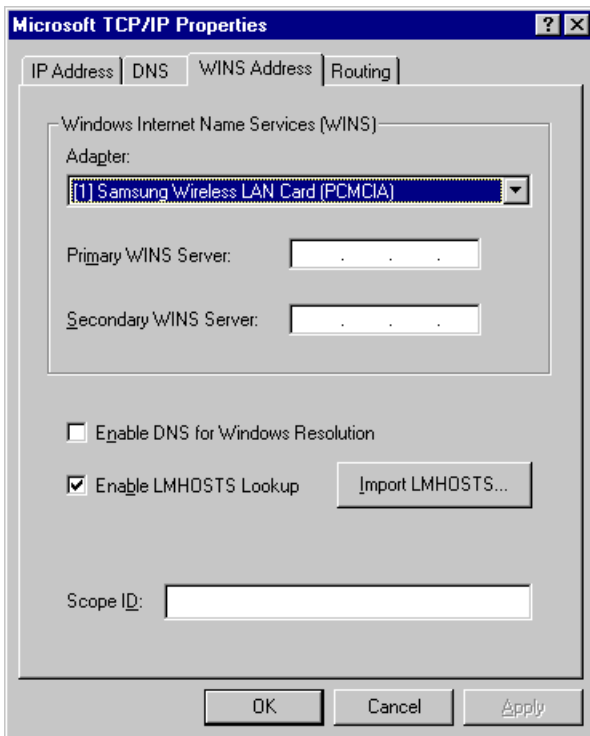 Microsoft TCP/IP Properties
IP Address DNS WINS Address Routing
Windows Internet Name Services (WINS)
Adapter:
[1] Samsung Wireless LAN Card (PCMCIA)
Primary WINS Server: . . .
Secondary WINS Server: . . .
Enable DNS for Windows Resolution
Enable LMHOSTS Lookup Import LMHOSTS...
Scope ID:
OK Cancel Apply